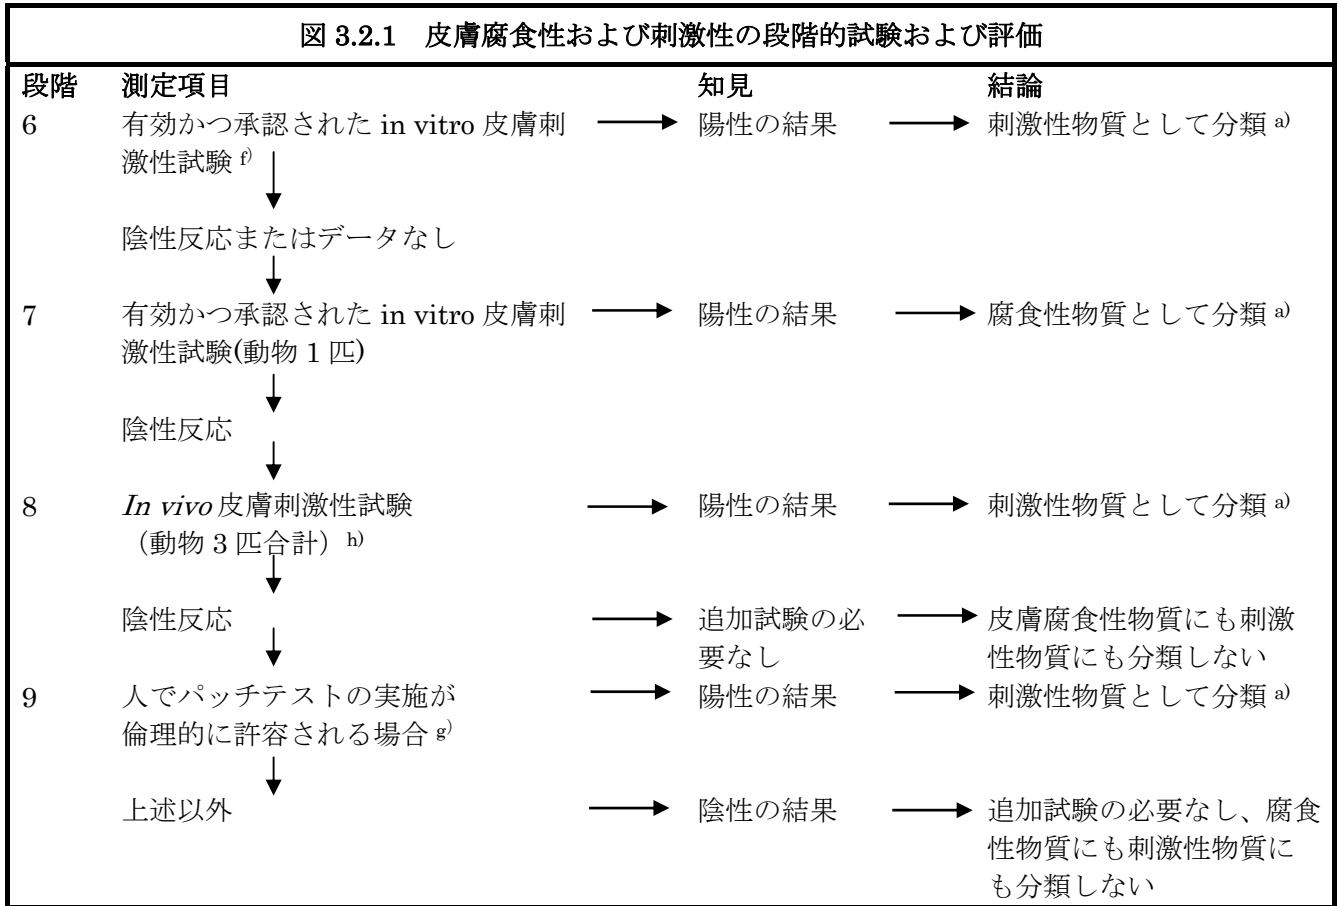 図 3.2.1 皮膚腐食性および刺激性の段階的試験および評価
段階 測定項目 知見 結論
6 有効かつ承認された in vitro 皮膚刺 陽性の結果 刺激性物質として分類 a)
激性試験 f)
陰性反応またはデータなし
7 有効かつ承認された in vitro 皮膚刺 陽性の結果 腐食性物質として分類 a)
激性試験(動物 1 匹)
陰性反応
8 In vivo 皮膚刺激性試験 陽性の結果 刺激性物質として分類 a)
(動物 3 匹合計) h)
陰性反応 追加試験の必 皮膚腐食性物質にも刺激
要なし 性物質にも分類しない
9 人でパッチテストの実施が 陽性の結果 刺激性物質として分類 a)
倫理的に許容される場合 g)
上述以外 陰性の結果 追加試験の必要なし、腐食
性物質にも刺激性物質に
も分類しない